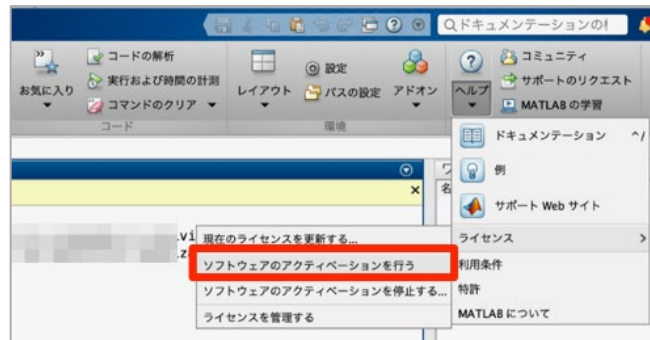 ドキュメンテーションの
コードの解析
実行および時間の計測
コマンドのクリア
お気に入り
コード
レイアウト
設定
パスの設定
アドオン
環境
ヘルプ
コミュニティ
サポートのリクエスト
MATLAB の学習
ドキュメンテーション ^/
例
サポート Web サイト
ライセンス
利用条件
特許
MATLAB について
名
現在のライセンスを更新する...
ソフトウェアのアクティベーションを行う
ソフトウェアのアクティベーションを停止する...
ライセンスを管理する